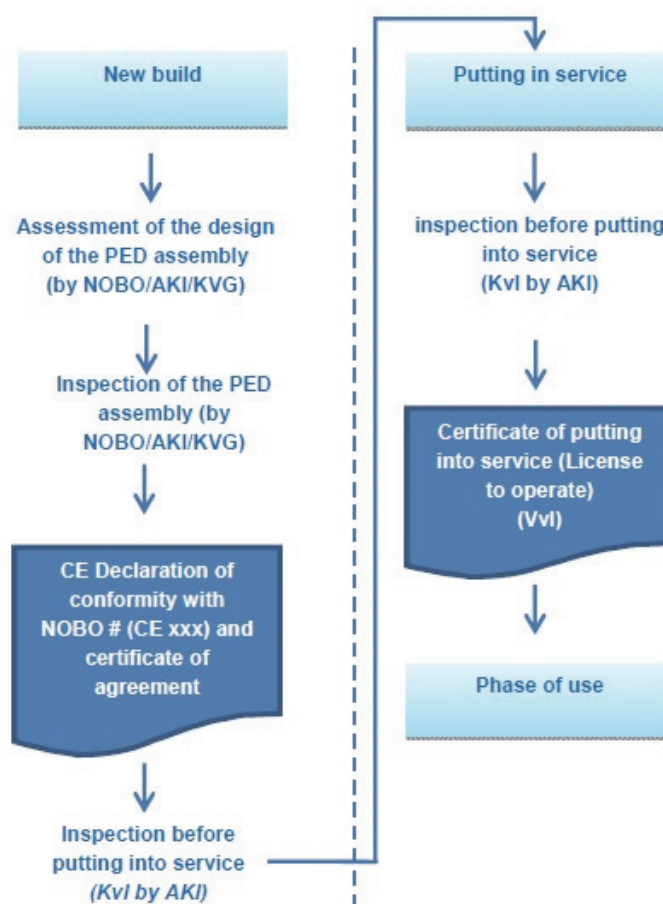 New build
Assessment of the design
of the PED assembly
(by NOBO/AKI/KVG)
Inspection of the PED
assembly (by
NOBO/AKI/KVG)
CE Declaration of
conformity with
NOBO # (CE xxx) and
certificate of
agreement
Inspection before
putting into service
(KvI by AKI)
Putting in service
inspection before putting
into service
(KvI by AKI)
Certificate of putting
into service (License
to operate)
(VvI)
Phase of use